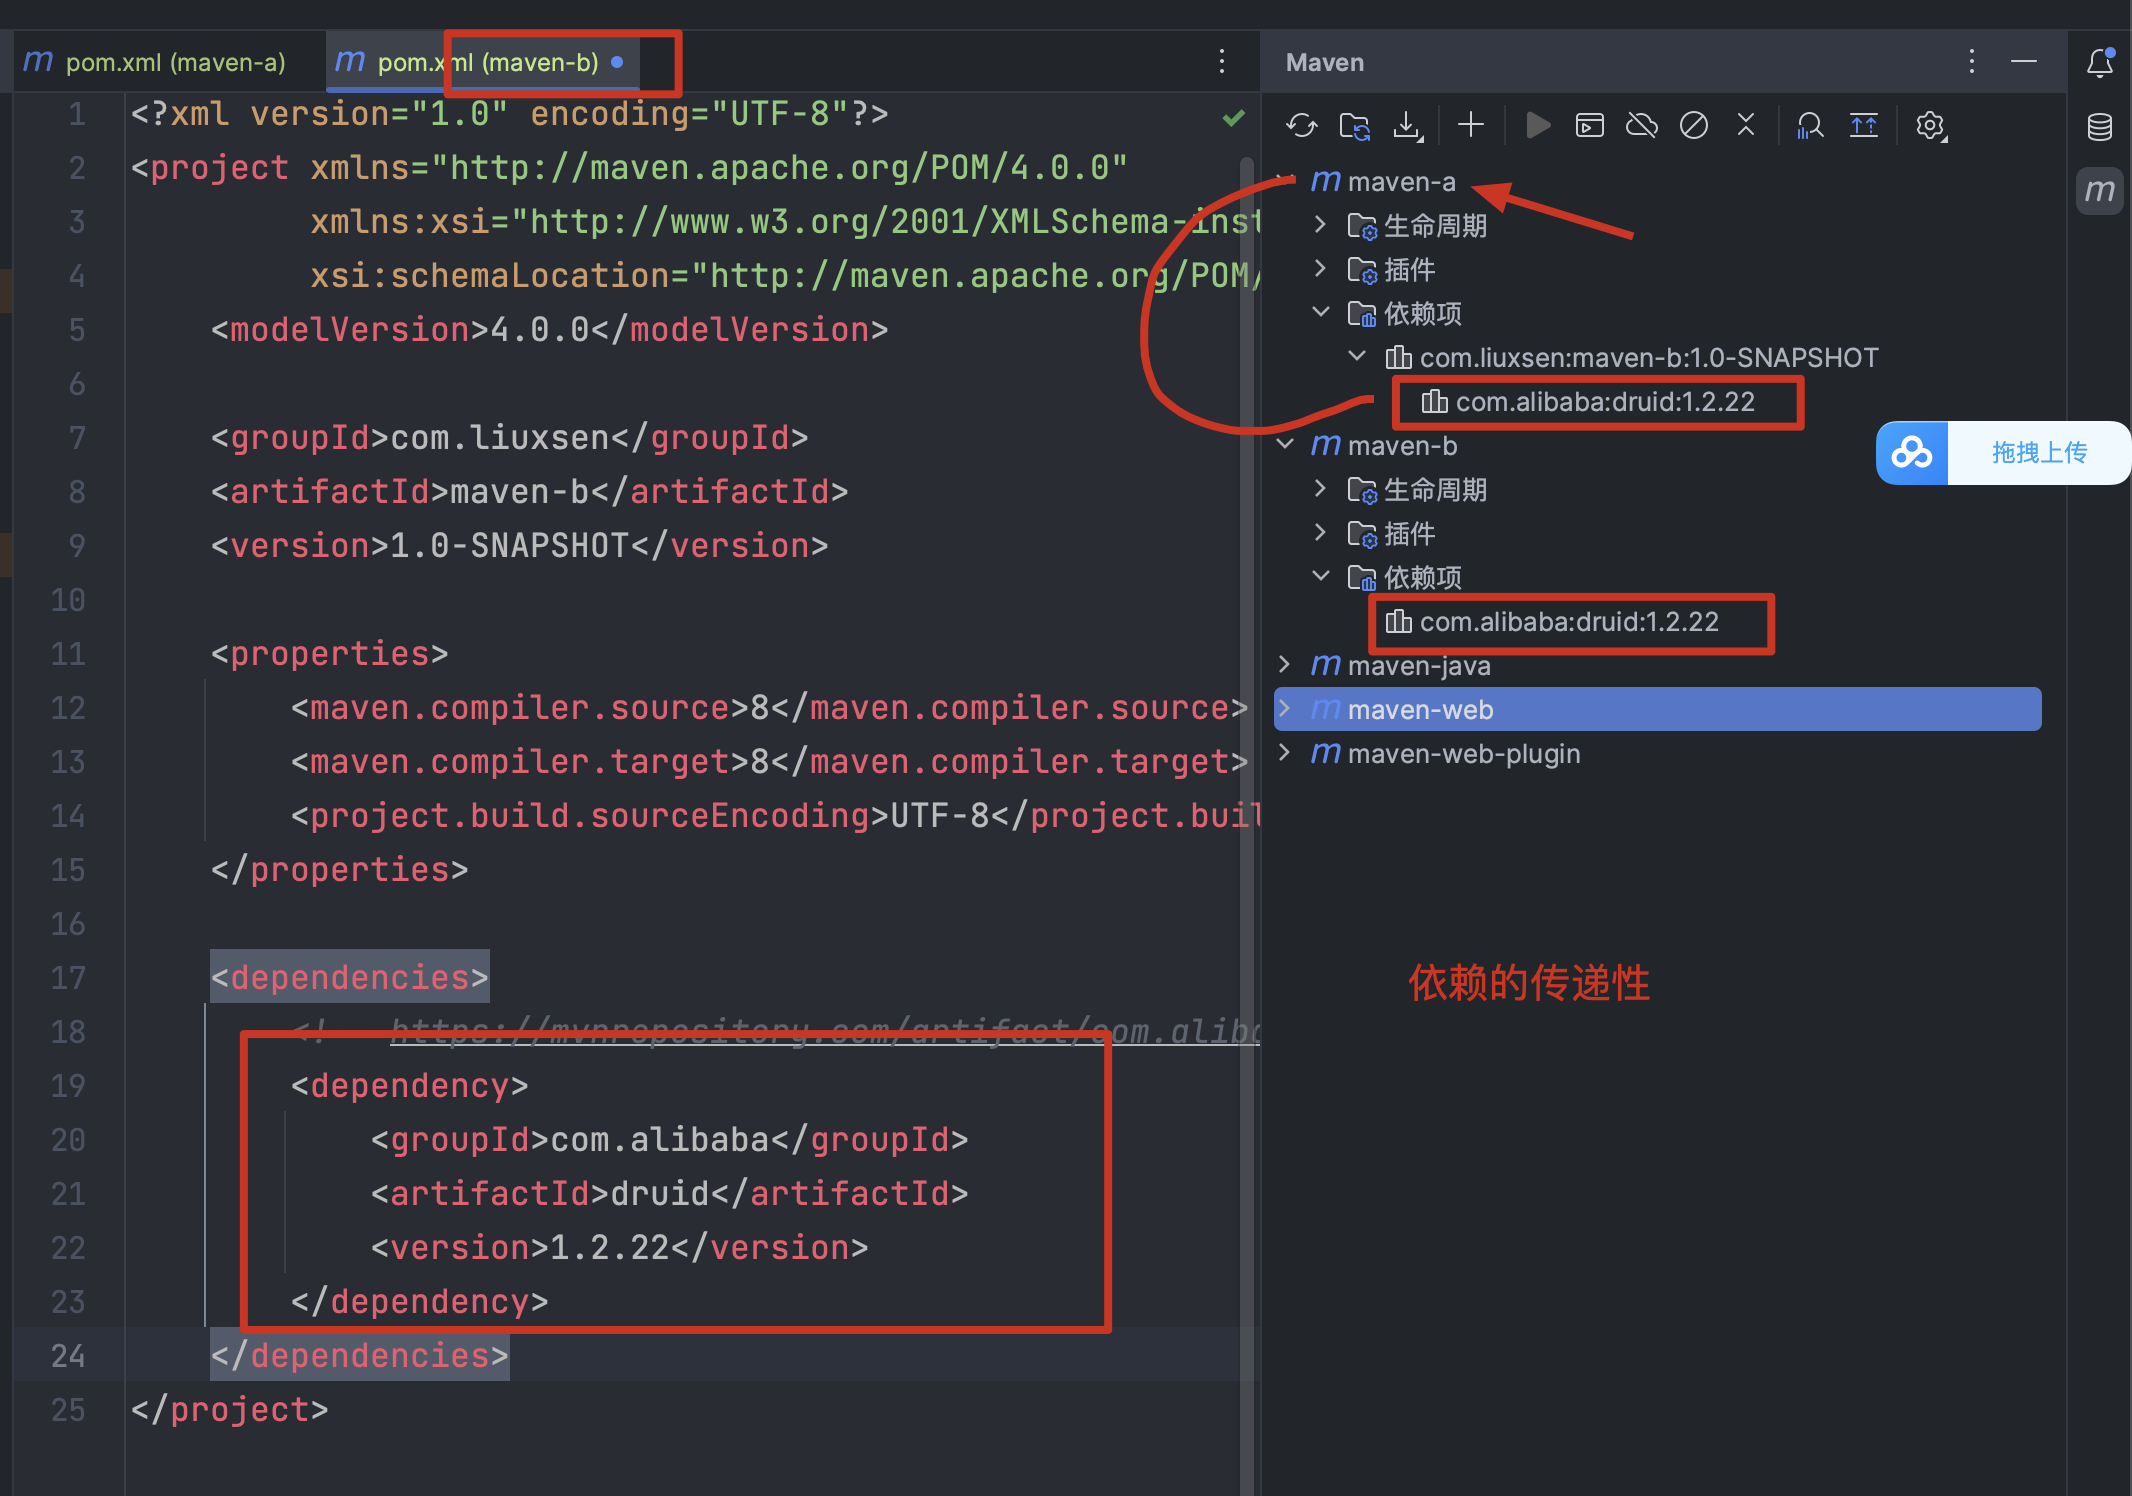 pom.xml (maven-a)
pom.xml (maven-b)
1 <?xml version="1.0" encoding="UTF-8"?>
2 <project xmlns="http://maven.apache.org/POM/4.0.0"
3 xmlns:xsi="http://www.w3.org/2001/XMLSchema-inst
4 xsi:schemaLocation="http://maven.apache.org/POM/
5 <modelVersion>4.0.0</modelVersion>
6
7 <groupId>com.liuxsen</groupId>
8 <artifactId>maven-b</artifactId>
9 <version>1.0-SNAPSHOT</version>
10
11 <properties>
12 <maven.compiler.source>8</maven.compiler.source>
13 <maven.compiler.target>8</maven.compiler.target>
14 <project.build.sourceEncoding>UTF-8</project.buil
15 </properties>
16
17 <dependencies>
18 <!-- https://mvnrepository.com/artifact/com.aliba
19 <dependency>
20 <groupId>com.alibaba</groupId>
21 <artifactId>druid</artifactId>
22 <version>1.2.22</version>
23 </dependency>
24 </dependencies>
25 </project>
Maven
maven-a
生命周期
插件
依赖项
com.liuxsen:maven-b:1.0-SNAPSHOT
com.alibaba:druid:1.2.22
maven-b
生命周期
插件
依赖项
com.alibaba:druid:1.2.22
maven-java
maven-web
maven-web-plugin
拖拽上传
依赖的传递性